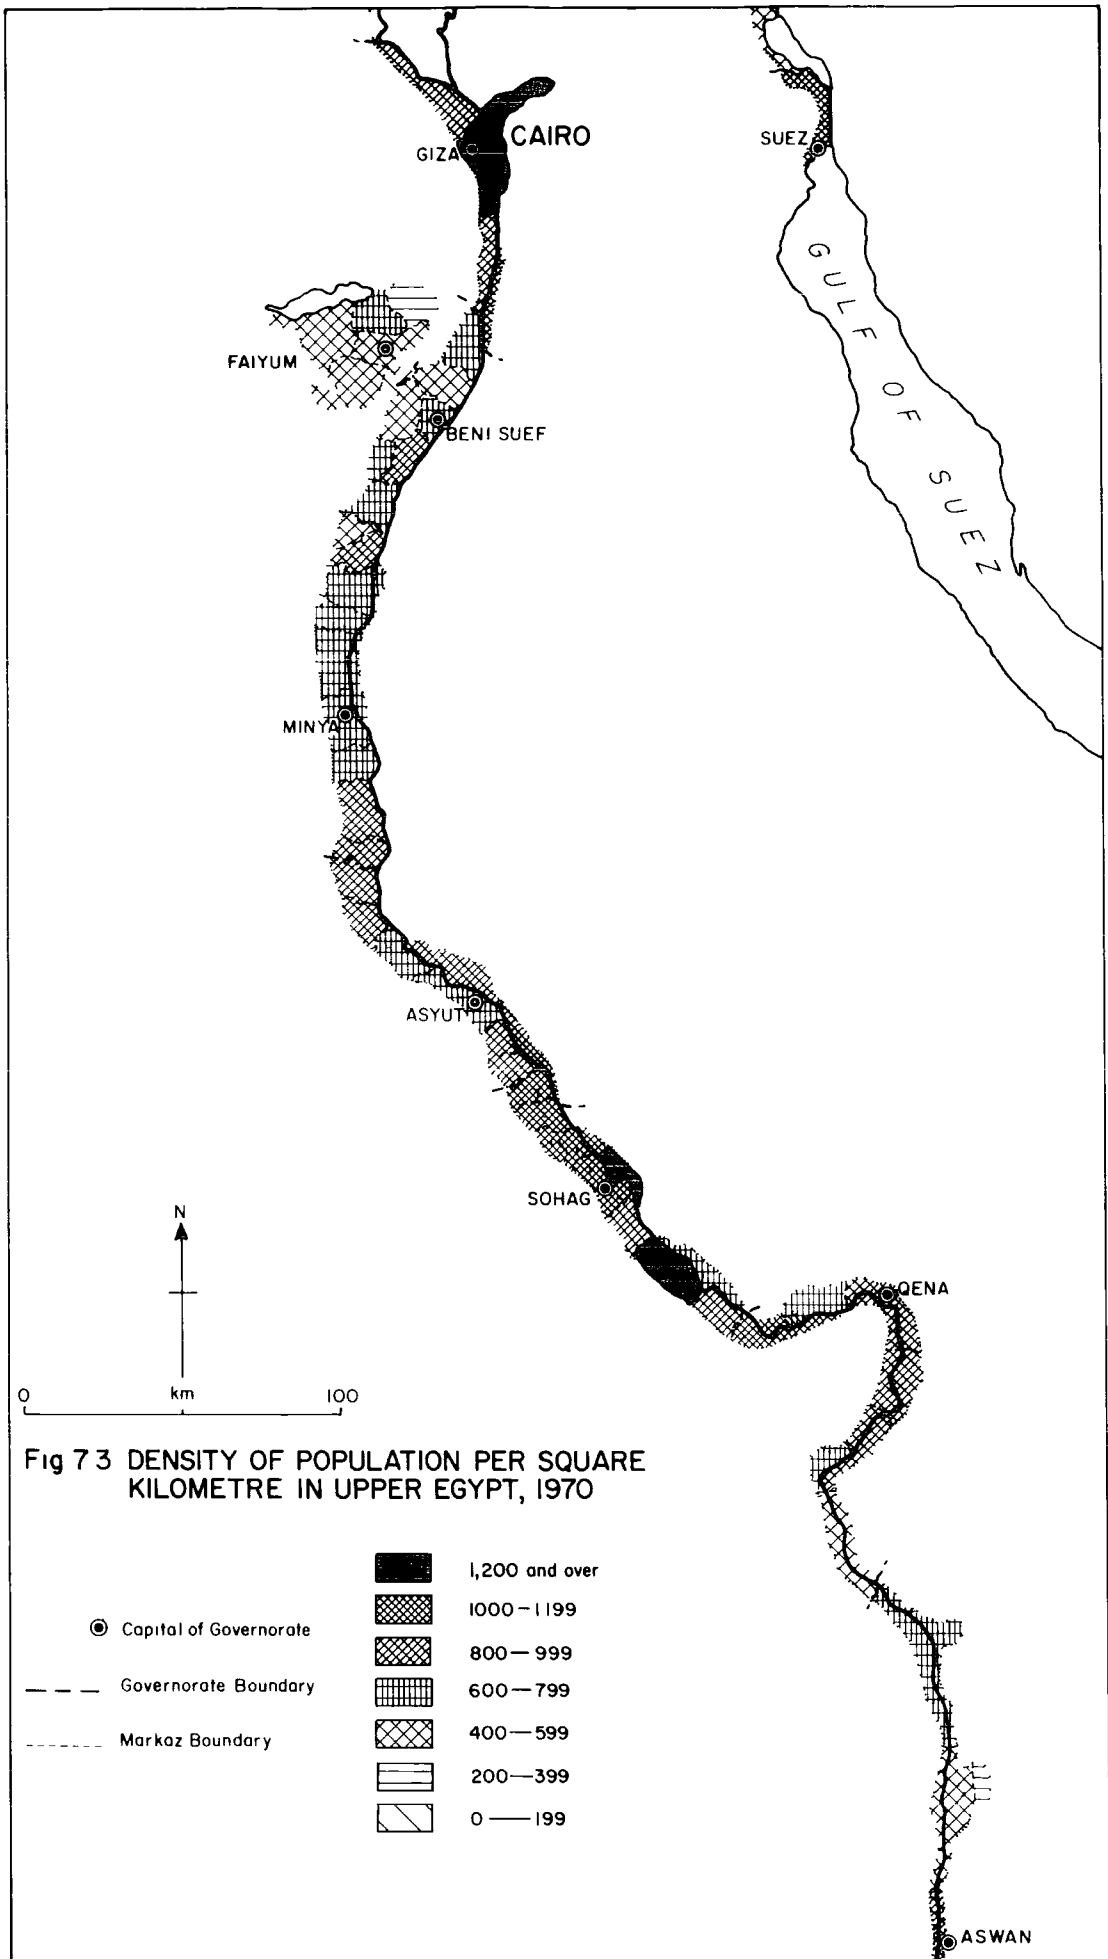 CAIRO
GIZA
SUEZ
GULF OF SUEZ
FAIYUM
BENI SUEF
MINYA
ASYUT
SOHAG
QENA
N
0 km 100
Fig 7 3 DENSITY OF POPULATION PER SQUARE
KILOMETRE IN UPPER EGYPT, 1970
1,200 and over
1000—1199
800—999
600—799
400—599
200—399
0—199
Capital of Governorate
Governorate Boundary
Markaz Boundary
ASWAN